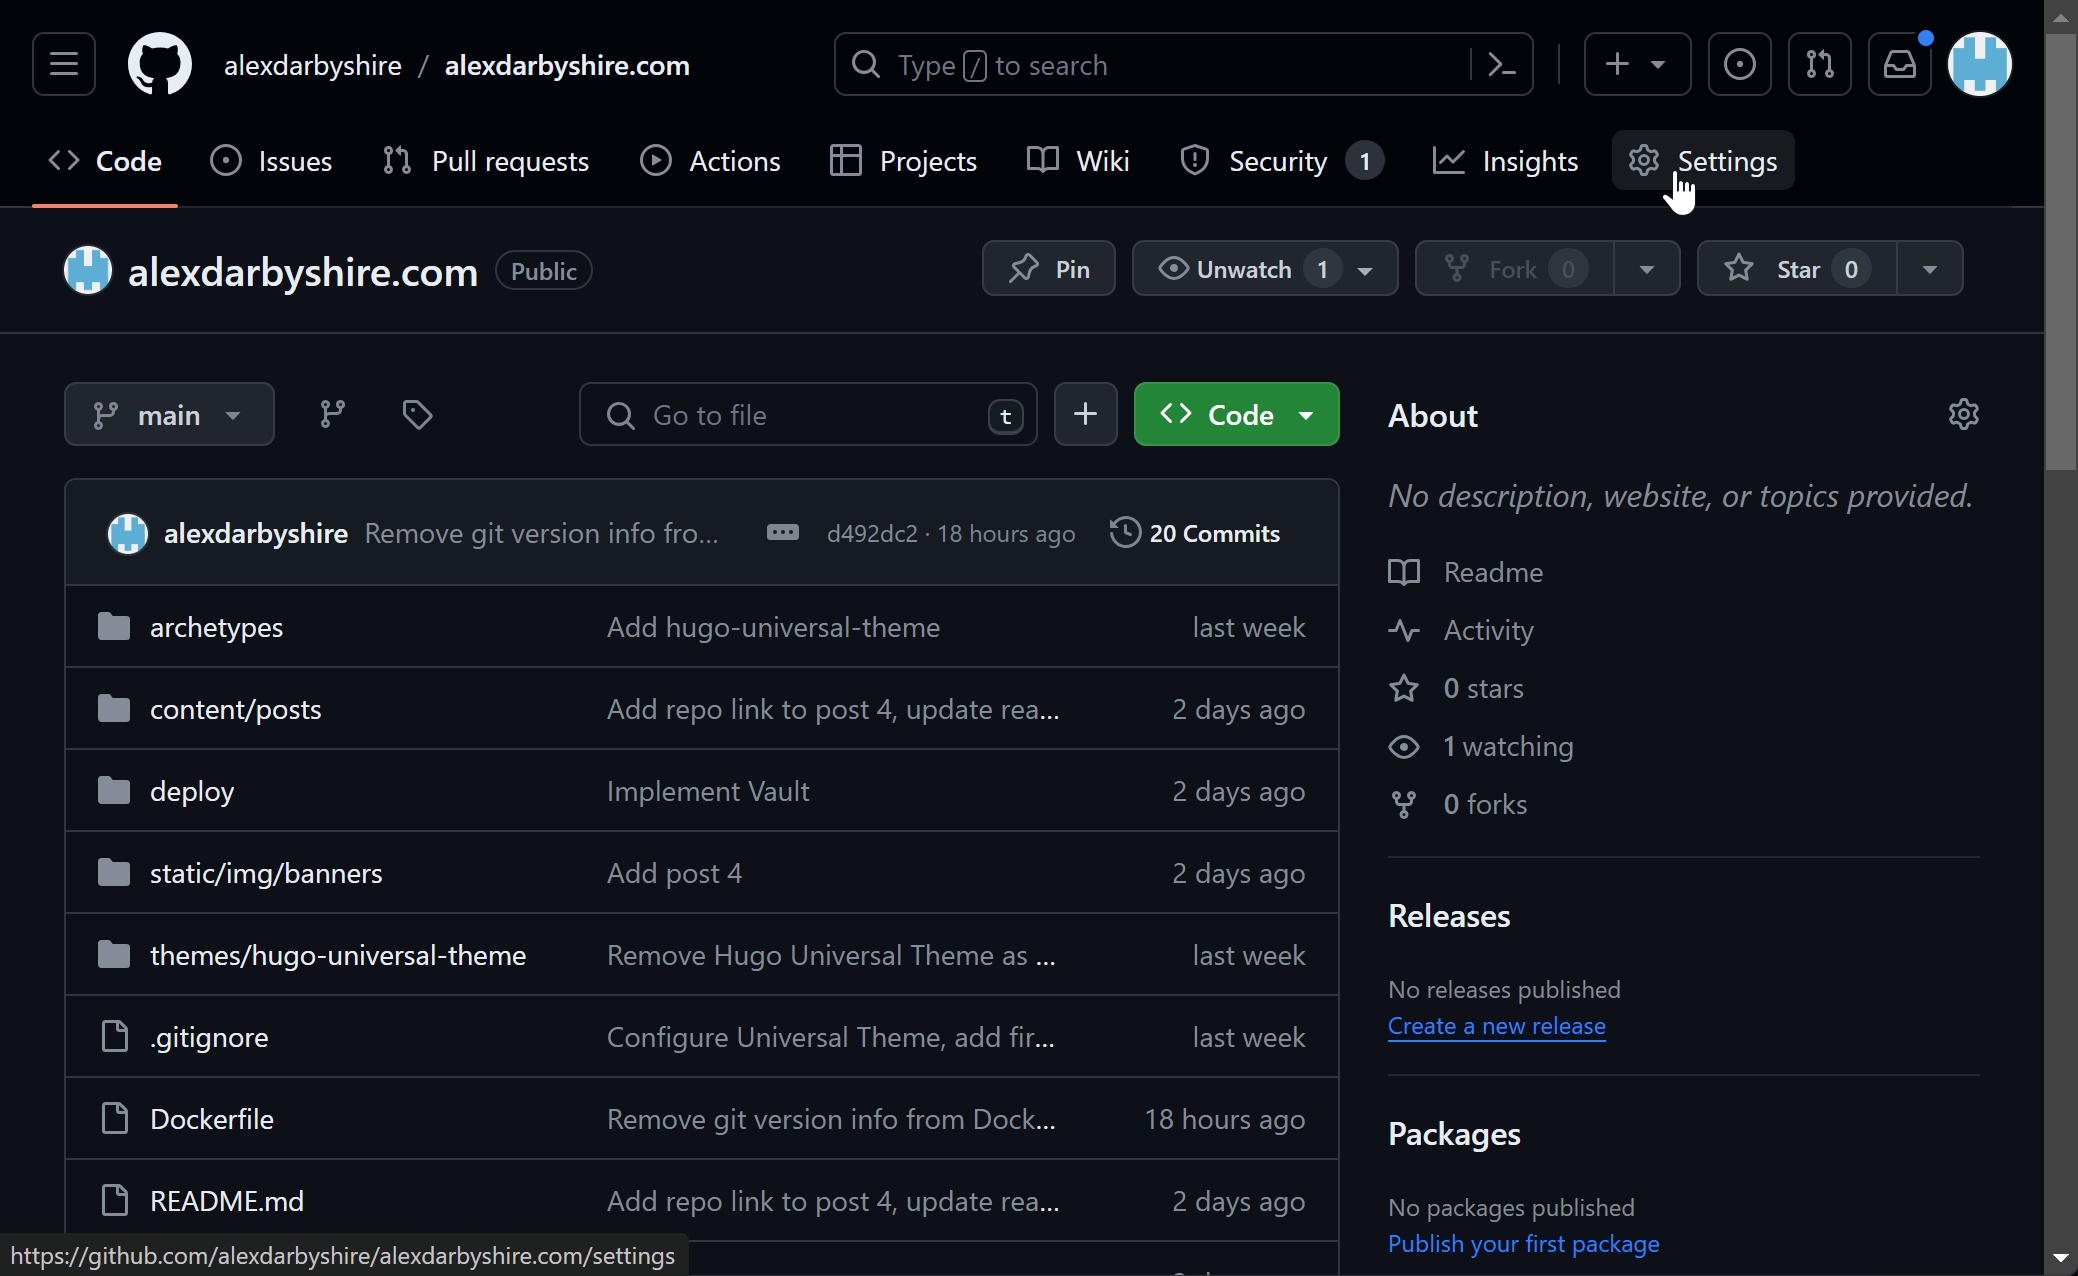 alexdarbyshire / alexdarbyshire.com
Type / to search
Code Issues Pull requests Actions Projects Wiki Security 1 Insights Settings
alexdarbyshire.com Public
Pin Unwatch 1 Fork 0 Star 0
main Go to file t Code
alexdarbyshire Remove git version info fro... d492dc2 · 18 hours ago 20 Commits
archetypes Add hugo-universal-theme last week
content/posts Add repo link to post 4, update rea... 2 days ago
deploy Implement Vault 2 days ago
static/img/banners Add post 4 2 days ago
themes/hugo-universal-theme Remove Hugo Universal Theme as ... last week
.gitignore Configure Universal Theme, add fir... last week
Dockerfile Remove git version info from Dock... 18 hours ago
README.md Add repo link to post 4, update rea... 2 days ago
About
No description, website, or topics provided.
Readme
Activity
0 stars
1 watching
0 forks
Releases
No releases published
Create a new release
Packages
No packages published
Publish your first package
https://github.com/alexdarbyshire/alexdarbyshire.com/settings